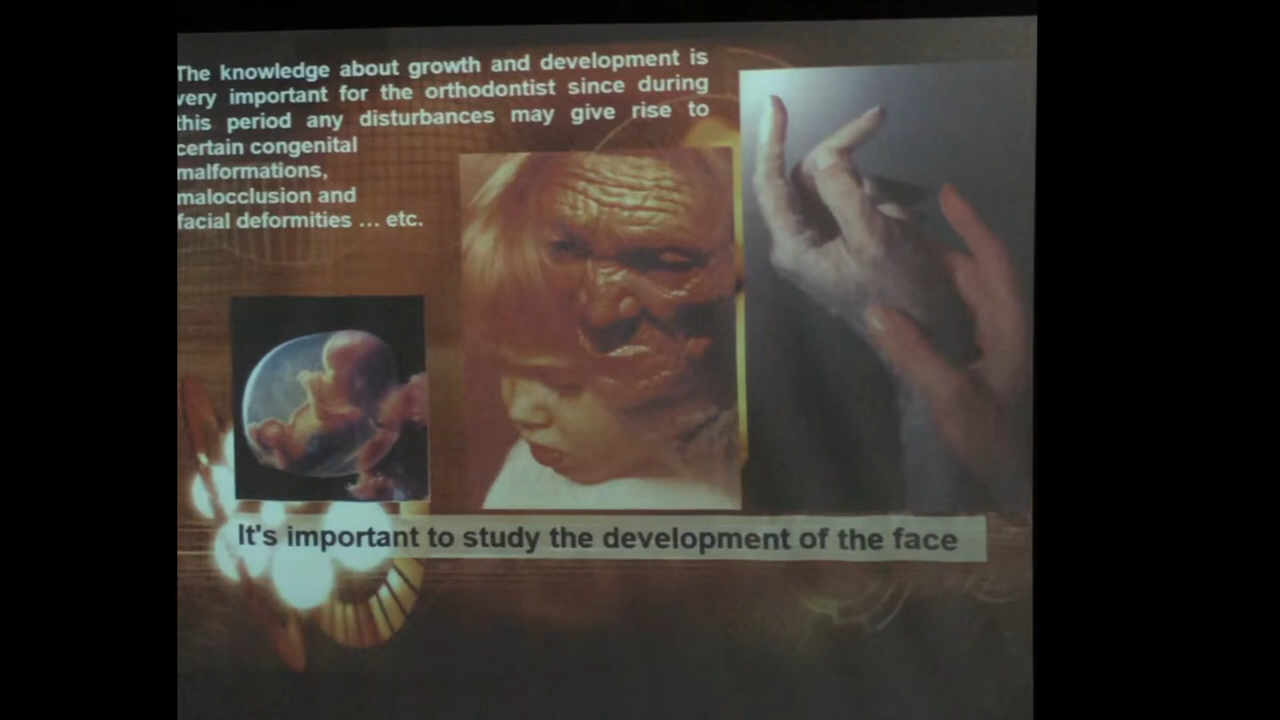 The knowledge about growth and development is
very important for the orthodontist since during
this period any disturbances may give rise to
certain congenital
malformations,
malocclusion and
facial deformities ... etc.
It's important to study the development of the face